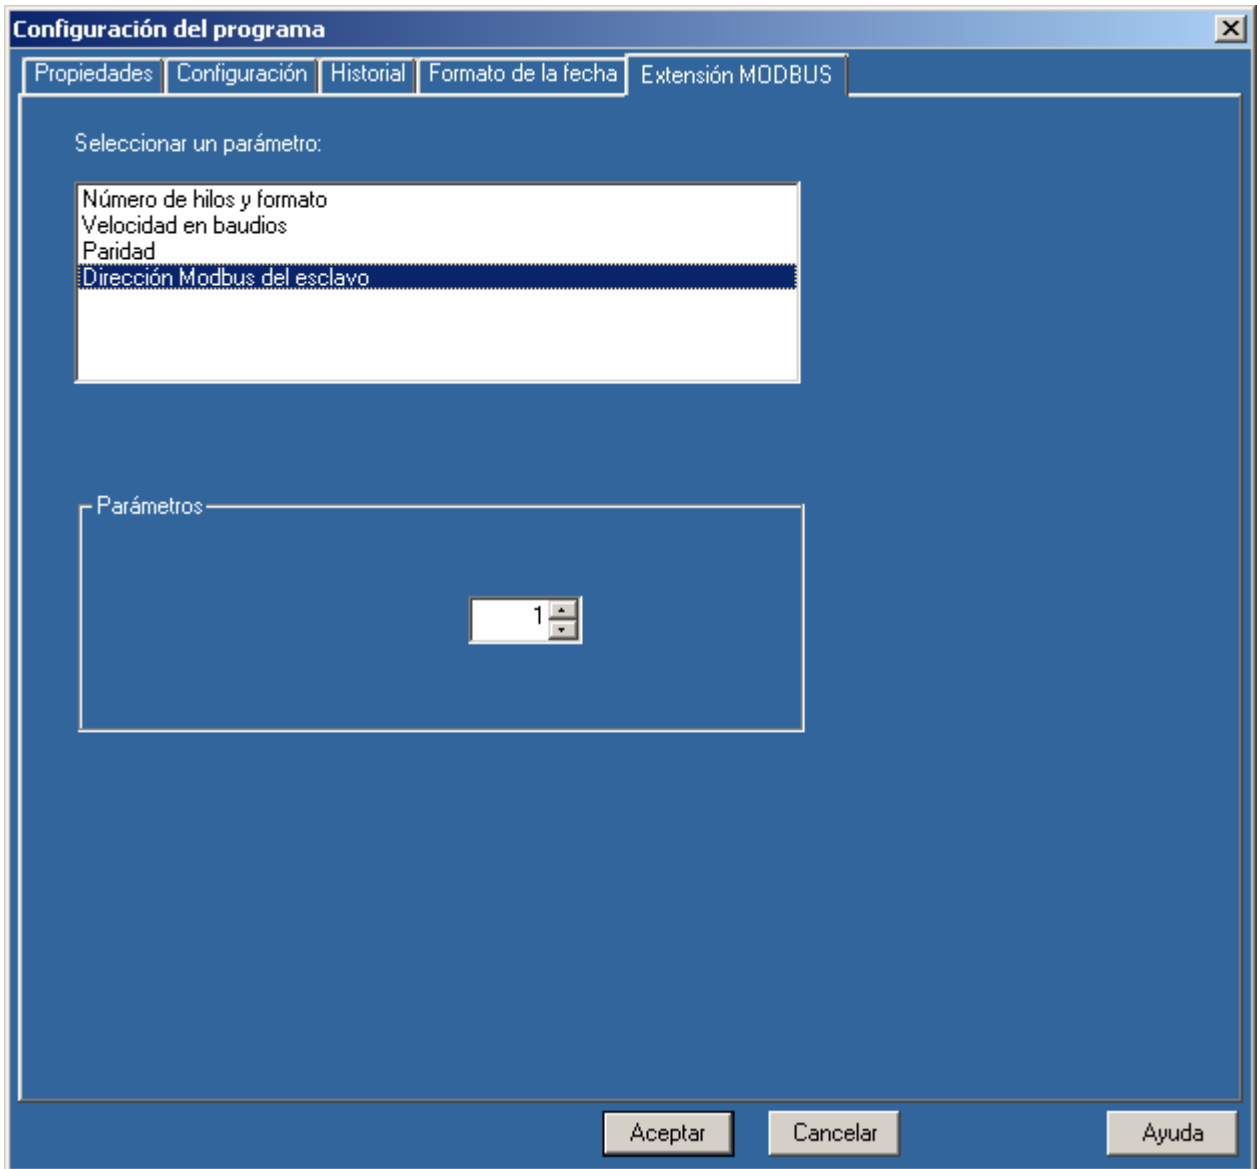 Configuración del programa
Propiedades Configuración Historial Formato de la fecha Extensión MODBUS
Seleccionar un parámetro:
Número de hilos y formato
Velocidad en baudios
Paridad
Dirección Modbus del esclavo
Parámetros
1
Aceptar Cancelar Ayuda